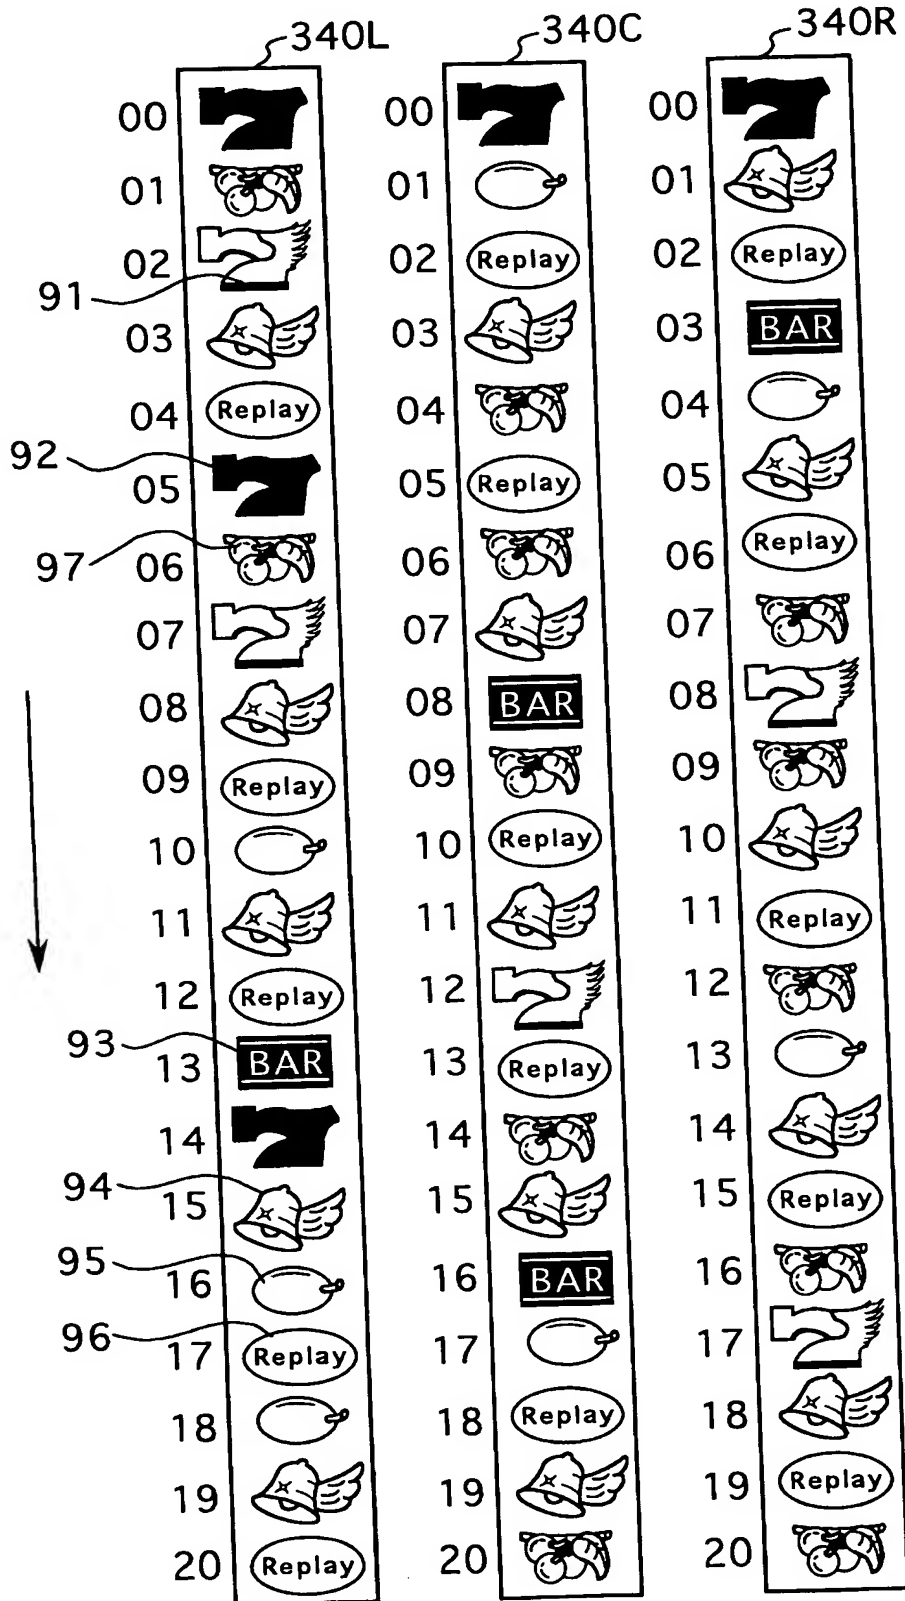 340L 340C 340R
00 00 00
01 01 01
02 02 Replay 02 Replay
91
03 03 03 BAR
04 Replay 04 04
92
05 05 Replay 05
97
06 06 06 Replay
07 07 07
08 08 BAR 08
09 Replay 09 09
10 10 Replay 10
11 11 11 Replay
12 Replay 12 12
93
13 BAR 13 Replay 13
14 14 14
94
15 15 15 Replay
95
16 16 BAR 16
96
17 Replay 17 17
18 18 Replay 18
19 19 19 Replay
20 Replay 20 20